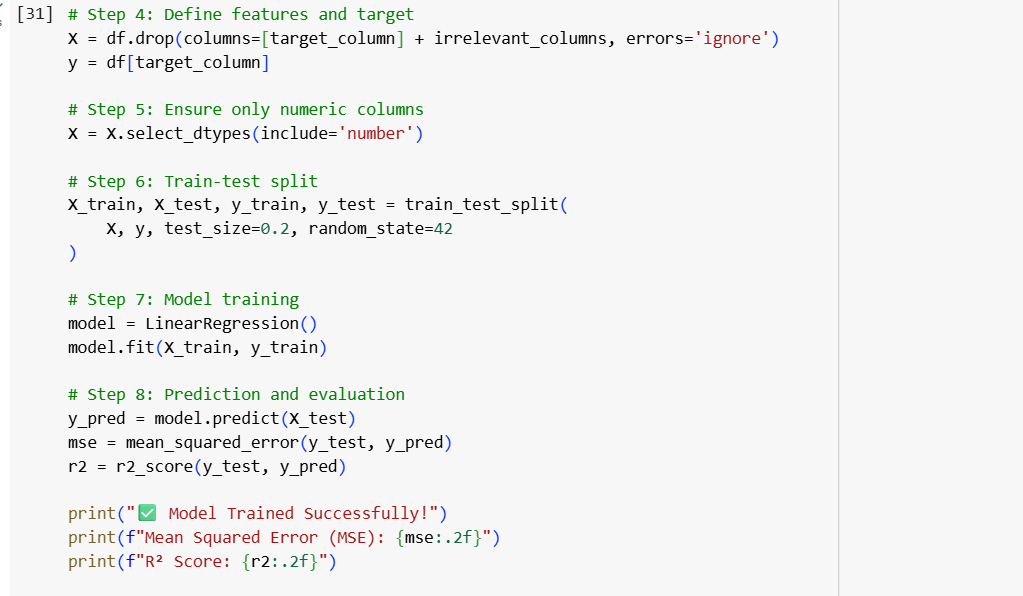 [31] # Step 4: Define features and target
X = df.drop(columns=[target_column] + irrelevant_columns, errors='ignore')
y = df[target_column]
# Step 5: Ensure only numeric columns
X = X.select_dtypes(include='number')
# Step 6: Train-test split
X_train, X_test, y_train, y_test = train_test_split(
    X, y, test_size=0.2, random_state=42
)
# Step 7: Model training
model = LinearRegression()
model.fit(X_train, y_train)
# Step 8: Prediction and evaluation
y_pred = model.predict(X_test)
mse = mean_squared_error(y_test, y_pred)
r2 = r2_score(y_test, y_pred)
print("✅ Model Trained Successfully!")
print(f"Mean Squared Error (MSE): {mse:.2f}")
print(f"R² Score: {r2:.2f}")